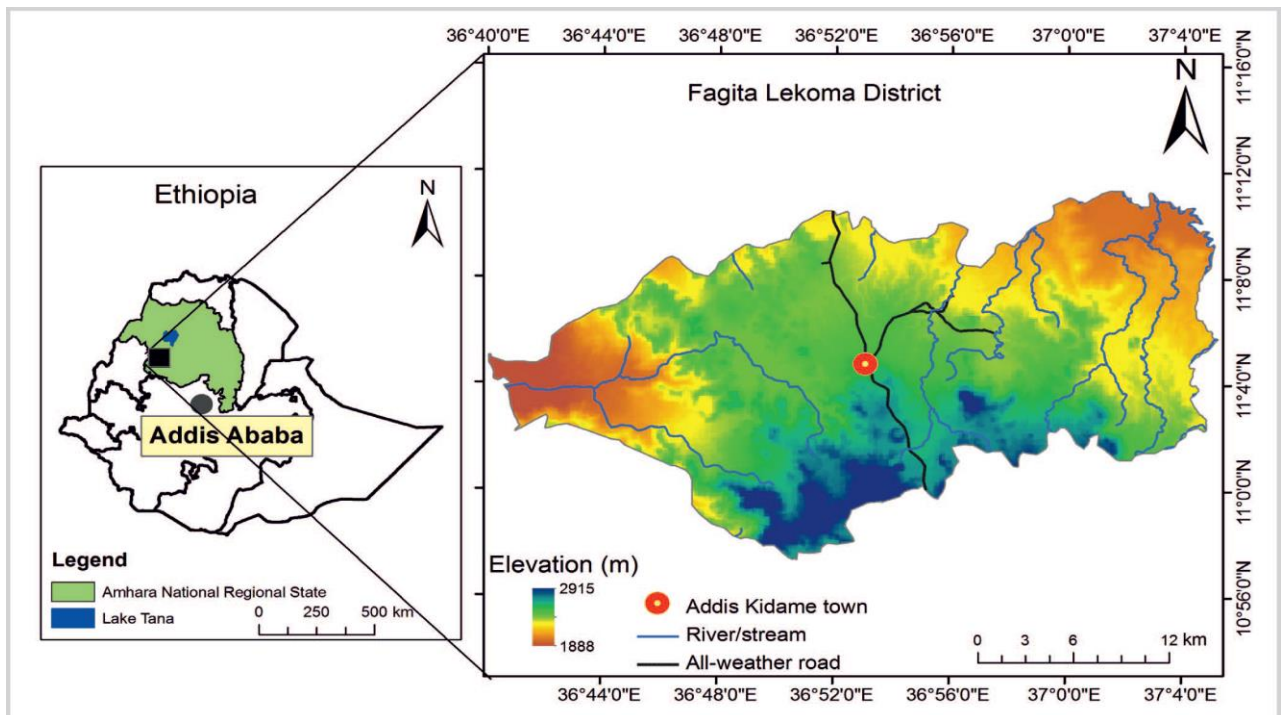 36°40'0"E 36°44'0"E 36°48'0"E 36°52'0"E 36°56'0"E 37°0'0"E 37°4'0"E
Fagita Lekoma District
N
11°16'0"N
11°12'0"N
11°8'0"N
11°4'0"N
11°0'0"N
10°56'0"N
Ethiopia
N
Addis Ababa
Legend
Amhara National Regional State
Lake Tana
0 250 500 km
Elevation (m)
2915
1888
Addis Kidame town
River/stream
All-weather road
0 3 6 12 km
36°44'0"E 36°48'0"E 36°52'0"E 36°56'0"E 37°0'0"E 37°4'0"E